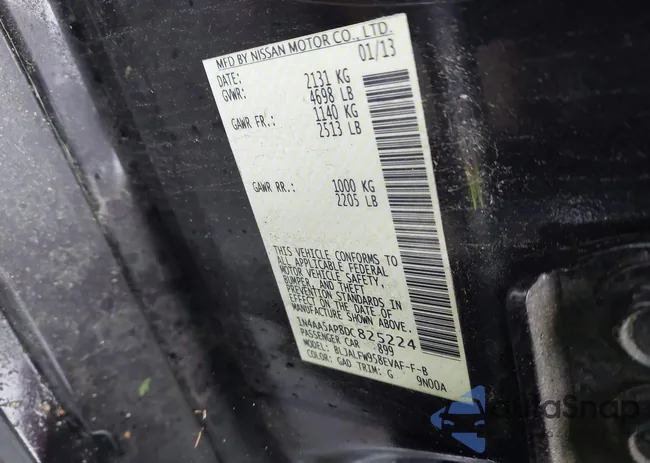 MFD BY NISSAN MOTOR CO., LTD.
DATE: 01/13
GVWR: 2131 KG
4698 LB
GAWR FR.: 1140 KG
2513 LB
GAWR RR.: 1000 KG
2205 LB
THIS VEHICLE CONFORMS TO
ALL APPLICABLE FEDERAL
MOTOR VEHICLE SAFETY,
BUMPER, AND THEFT
PREVENTION STANDARDS IN
EFFECT ON THE DATE OF
MANUFACTURE SHOWN ABOVE.
1N4AA5AP8DC825224
PASSENGER CAR 899
MODEL: BLJALFW958EVAF-F-B
COLOR: GAD TRIM: G 9N00A
AutaSnap